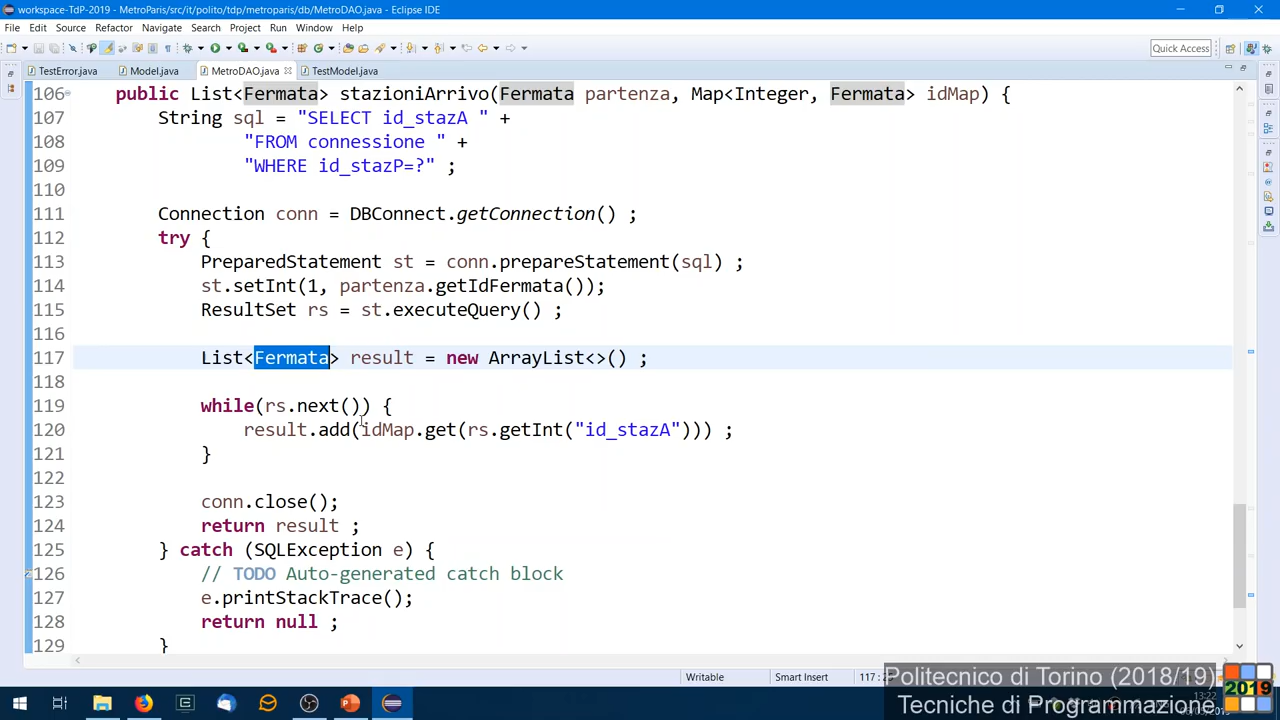 workspace-TdP-2019 - MetroParis/src/it/polito/tdp/metroparis/db/MetroDAO.java - Eclipse IDE
File Edit Source Refactor Navigate Search Project Run Window Help
Quick Access
TestError.java Model.java MetroDAO.java TestModel.java
106 public List<Fermata> stazioniArrivo(Fermata partenza, Map<Integer, Fermata> idMap) {
107 String sql = "SELECT id_stazA " +
108 "FROM connessione " +
109 "WHERE id_stazP=?" ;
110
111 Connection conn = DBConnect.getConnection() ;
112 try {
113 PreparedStatement st = conn.prepareStatement(sql) ;
114 st.setInt(1, partenza.getIdFermata());
115 ResultSet rs = st.executeQuery() ;
116
117 List<Fermata> result = new ArrayList<>() ;
118
119 while(rs.next()) {
120 result.add(idMap.get(rs.getInt("id_stazA"))) ;
121 }
122
123 conn.close();
124 return result ;
125 } catch (SQLException e) {
126 // TODO Auto-generated catch block
127 e.printStackTrace();
128 return null ;
129 }
Writable Smart Insert 117:
Politecnico di Torino (2018/19)
Tecniche di Programmazione
2019
13:22